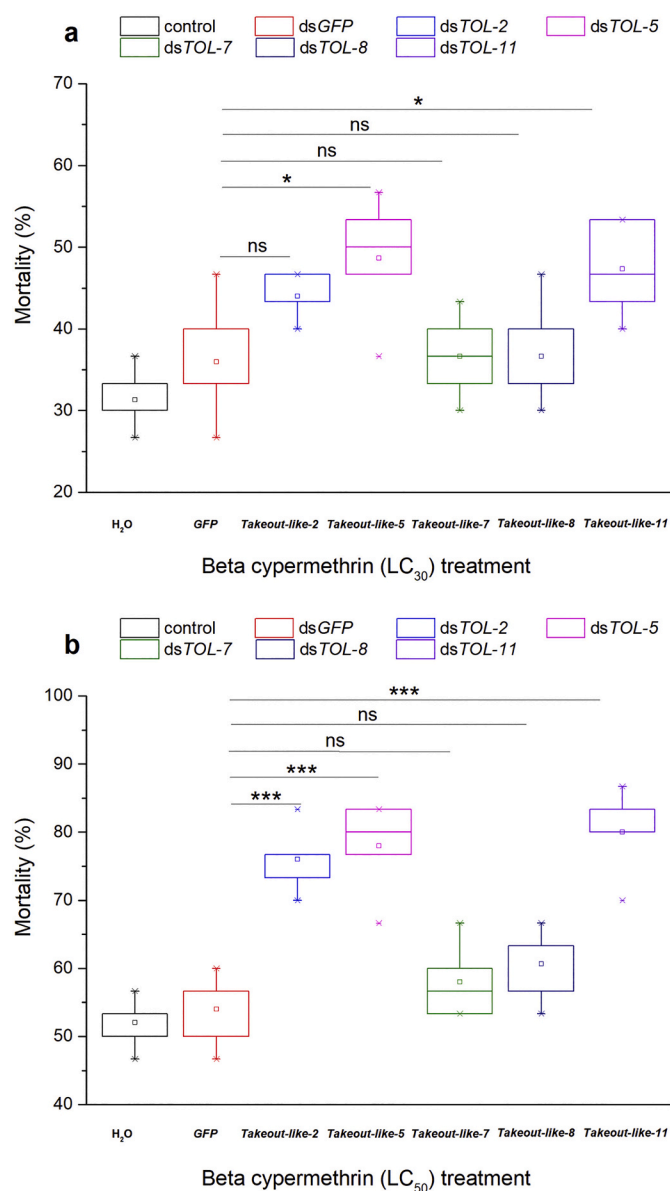 a
control dsGFP dsTOL-2 dsTOL-5
dsTOL-7 dsTOL-8 dsTOL-11
70
60
50
40
30
20
Mortality (%)
*
ns
ns
*
ns
H₂O GFP Takeout-like-2 Takeout-like-5 Takeout-like-7 Takeout-like-8 Takeout-like-11
Beta cypermethrin (LC₃₀) treatment
b
control dsGFP dsTOL-2 dsTOL-5
dsTOL-7 dsTOL-8 dsTOL-11
100
90
80
70
60
50
40
Mortality (%)
***
ns
ns
***
***
H₂O GFP Takeout-like-2 Takeout-like-5 Takeout-like-7 Takeout-like-8 Takeout-like-11
Beta cypermethrin (LC₅₀) treatment